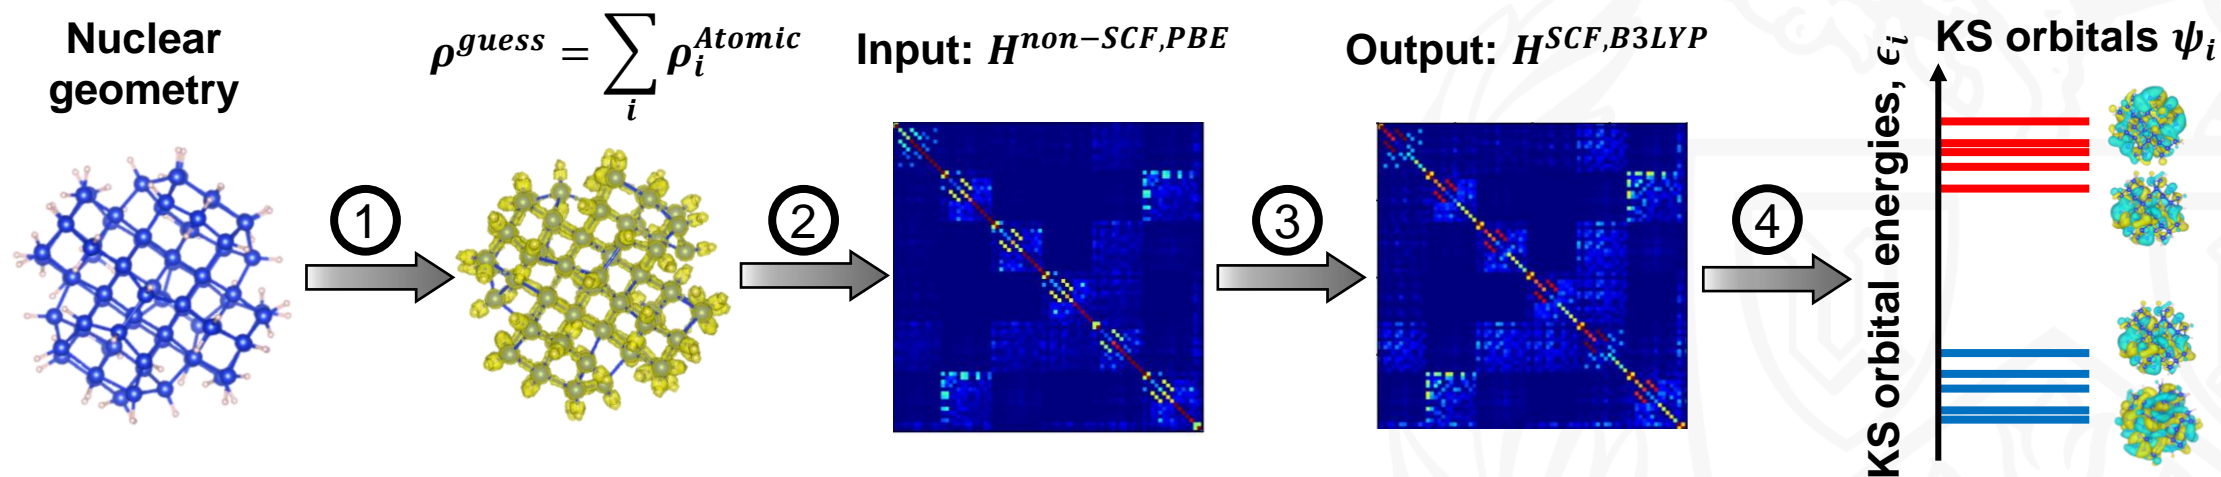 Nuclear
geometry
ρ^{guess} = \sum_{i} ρ_i^{Atomic}
Input: H^{non-SCF,PBE}
Output: H^{SCF,B3LYP}
KS orbitals ψ_i
KS orbital energies, ϵ_i
1
2
3
4